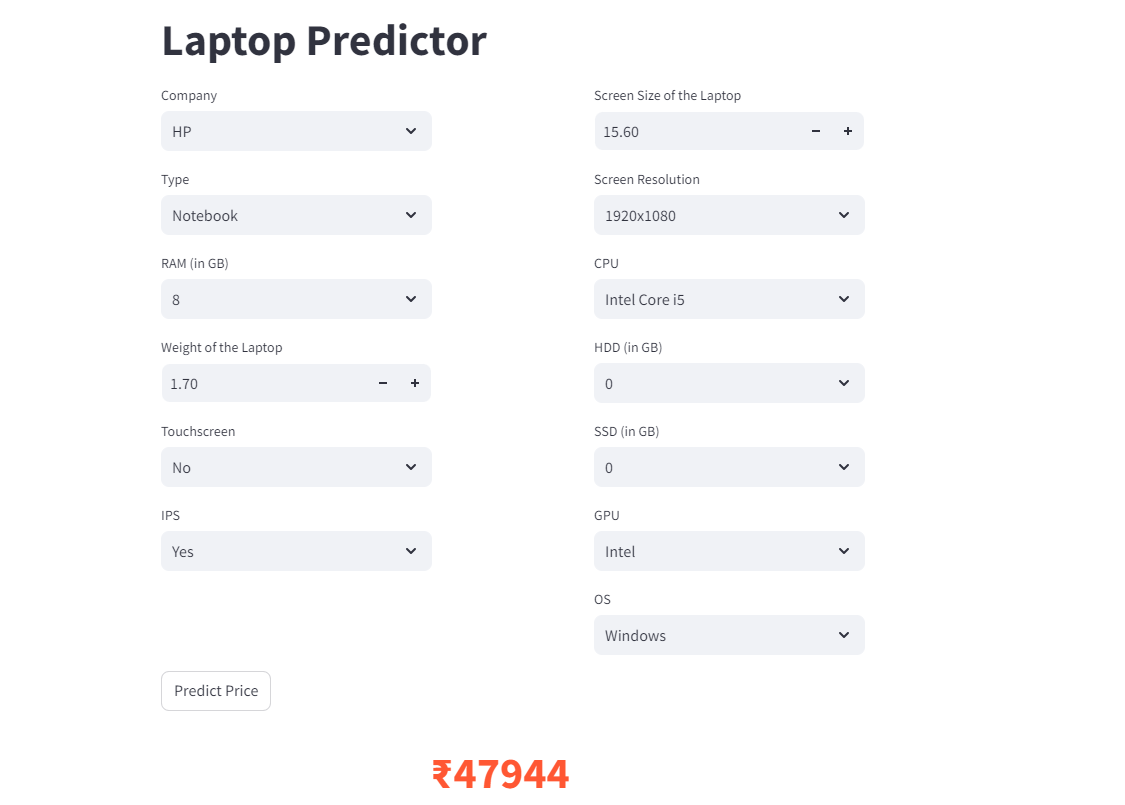 Laptop Predictor
Company
HP
Type
Notebook
RAM (in GB)
8
Weight of the Laptop
1.70
Touchscreen
No
IPS
Yes
Screen Size of the Laptop
15.60
Screen Resolution
1920x1080
CPU
Intel Core i5
HDD (in GB)
0
SSD (in GB)
0
GPU
Intel
OS
Windows
Predict Price
₹47944